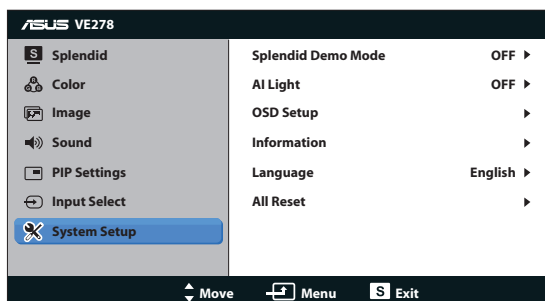 ASUS VE278
S Splendid
Color
Image
Sound
PIP Settings
Input Select
System Setup
Splendid Demo Mode OFF
AI Light OFF
OSD Setup
Information
Language English
All Reset
Move Menu S Exit